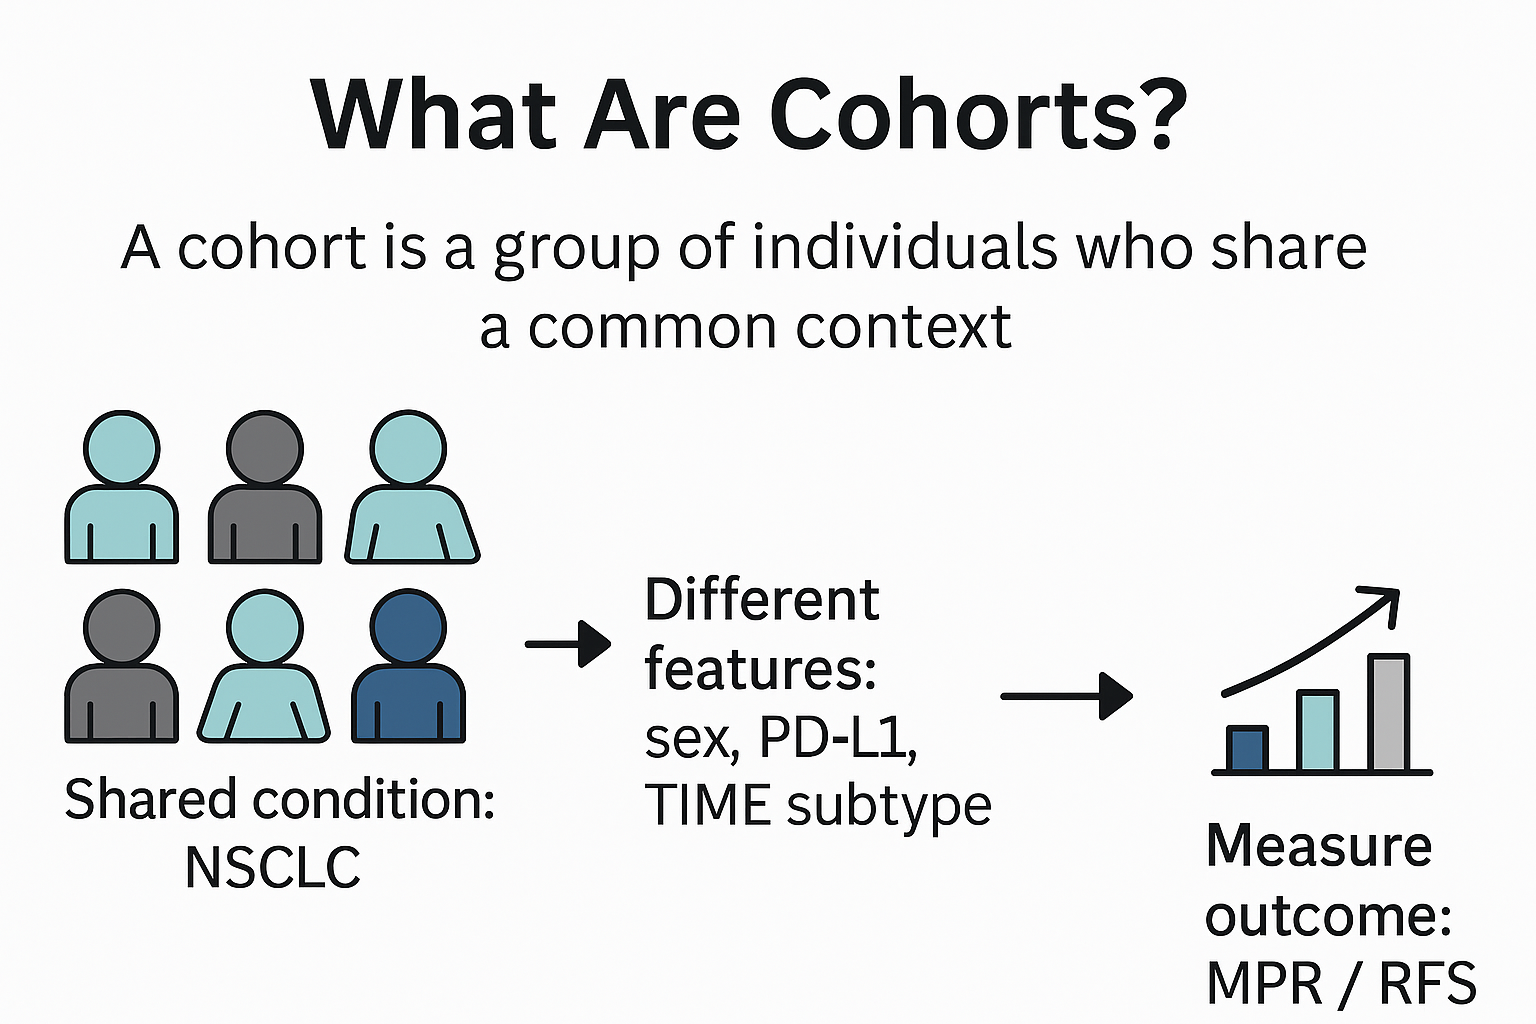 What Are Cohorts?
A cohort is a group of individuals who share
a common context
Shared condition:
NSCLC
Different
features:
sex, PD-L1,
TIME subtype
Measure
outcome:
MPR / RFS